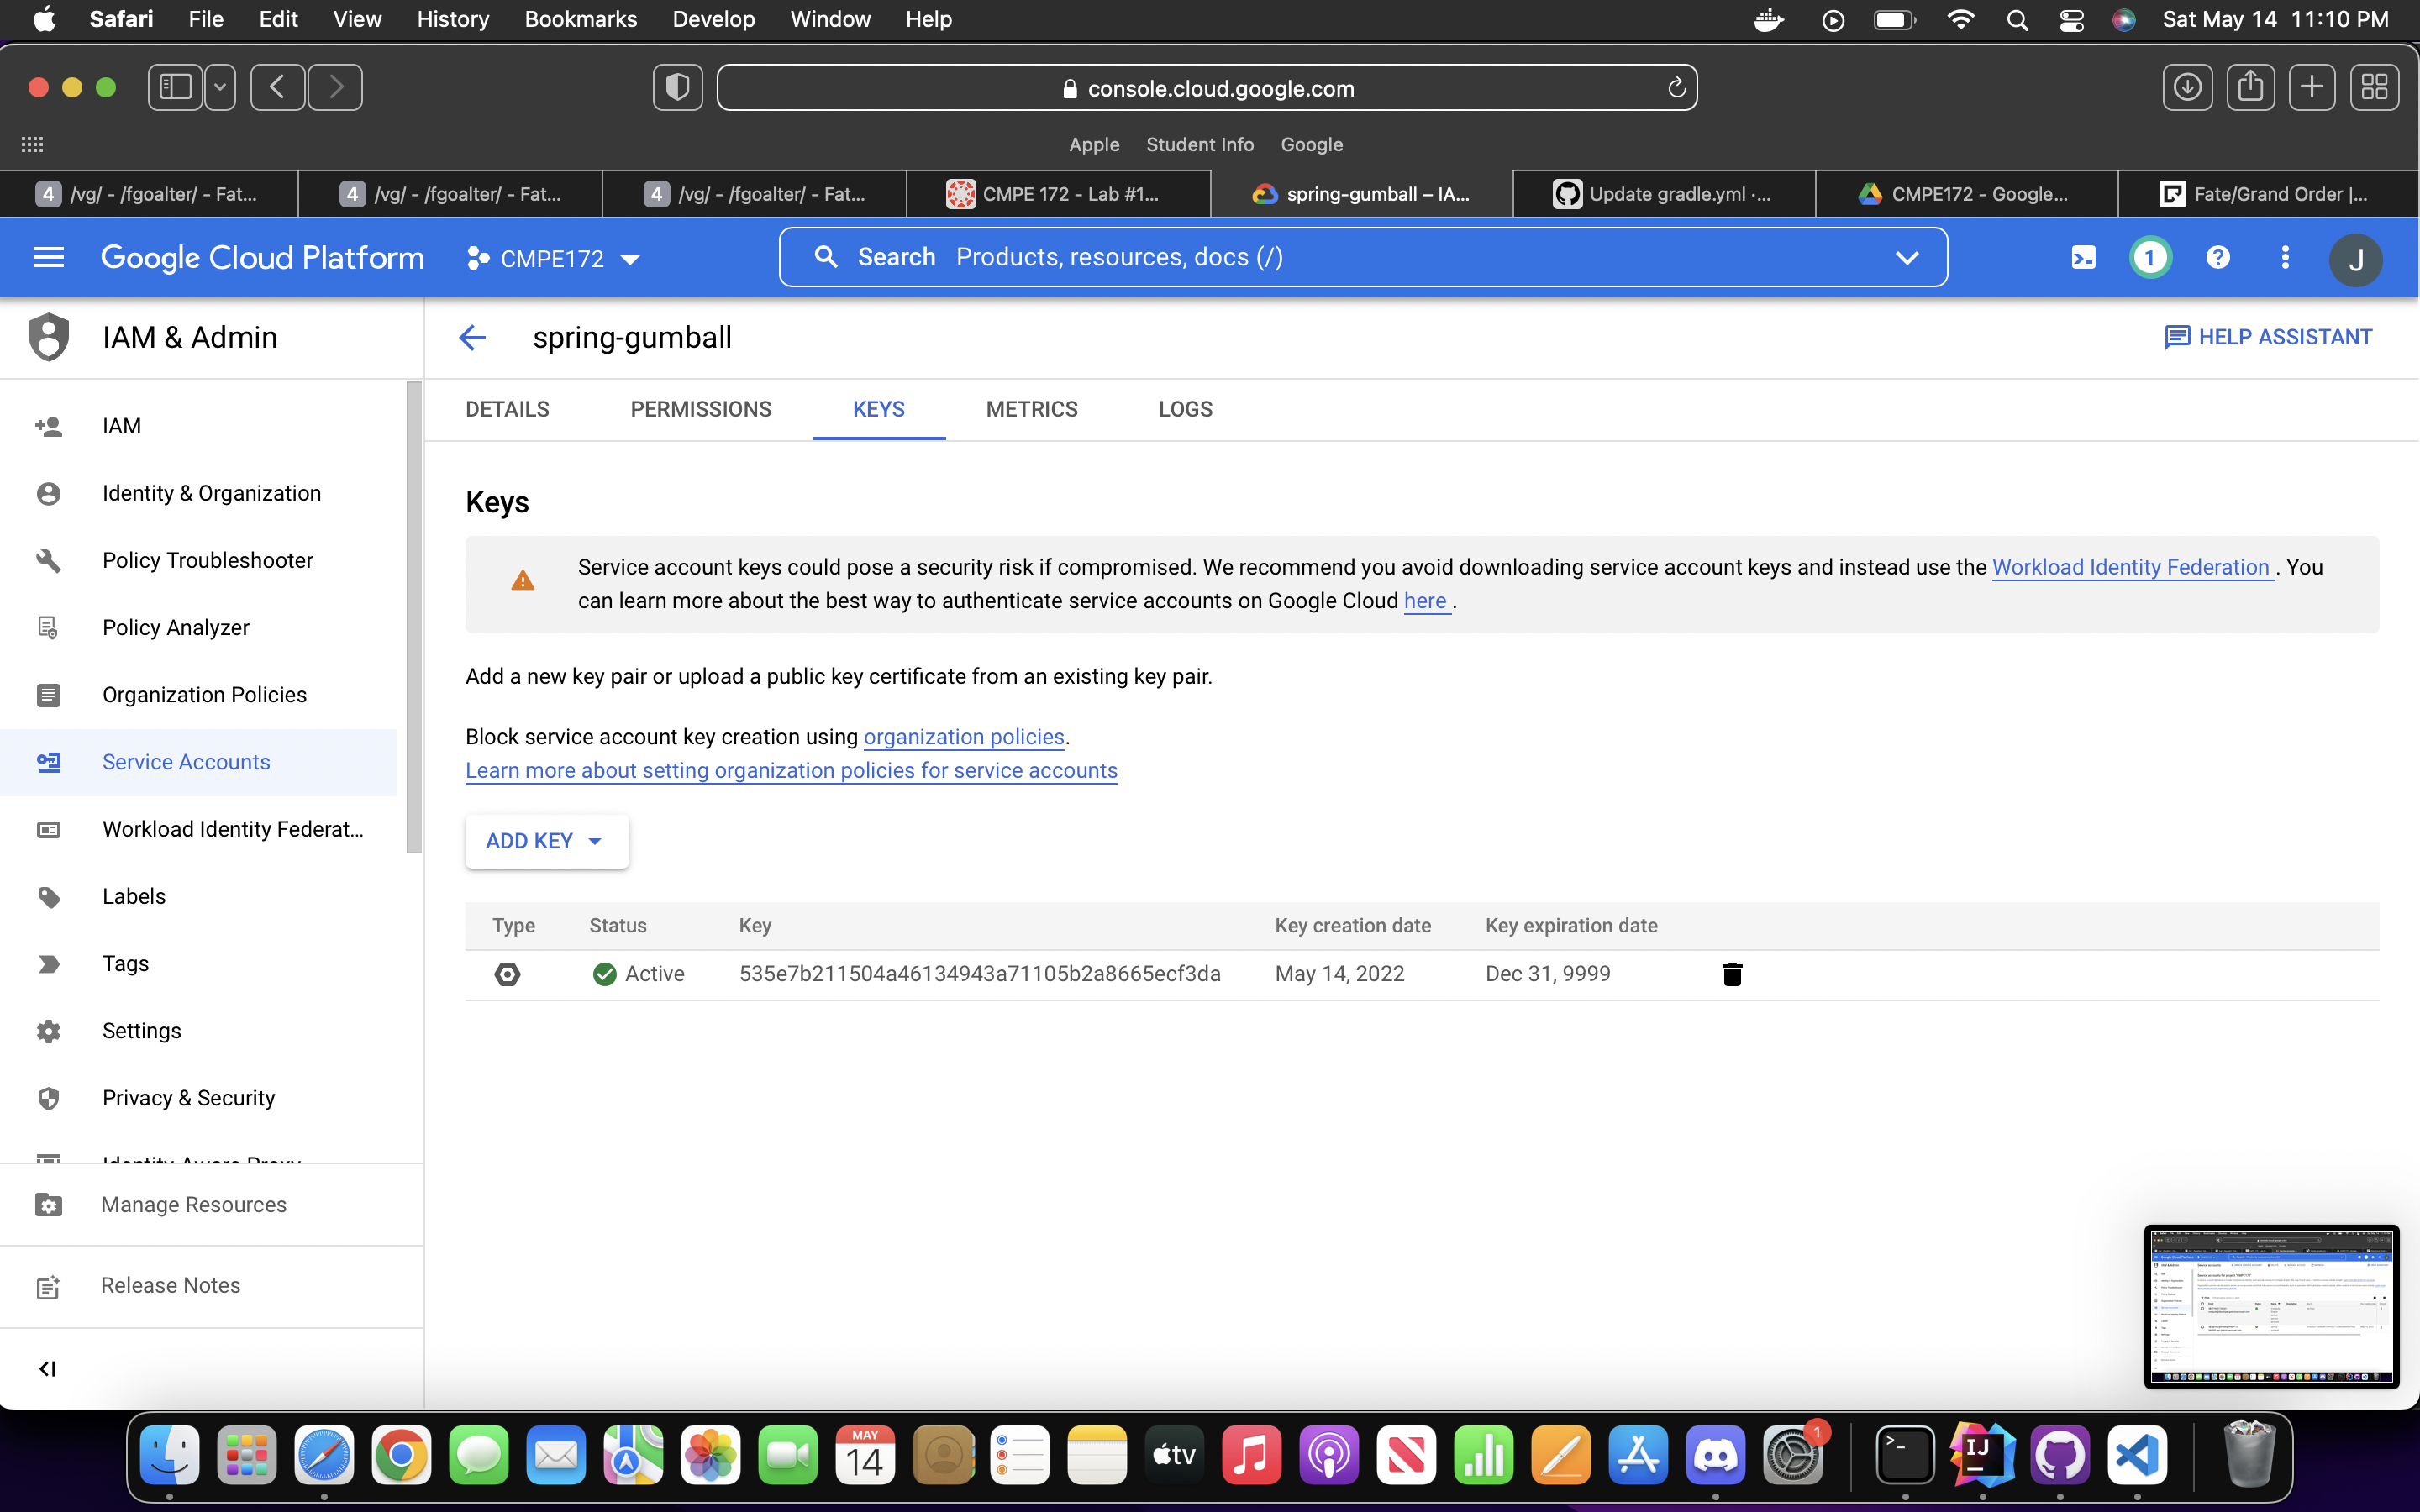 Safari File Edit View History Bookmarks Develop Window Help Sat May 14 11:10 PM
console.cloud.google.com
Apple Student Info Google
4 /vg/ - /fgoalter/ - Fat... 4 /vg/ - /fgoalter/ - Fat... 4 /vg/ - /fgoalter/ - Fat... CMPE 172 - Lab #1... spring-gumball – IA... Update gradle.yml ·... CMPE172 - Google... Fate/Grand Order |...
Google Cloud Platform CMPE172 Search Products, resources, docs (/) 1 ? J
IAM & Admin
spring-gumball
HELP ASSISTANT
DETAILS PERMISSIONS KEYS METRICS LOGS
IAM
Identity & Organization
Policy Troubleshooter
Policy Analyzer
Organization Policies
Service Accounts
Workload Identity Federat...
Labels
Tags
Settings
Privacy & Security
Identity-Aware Proxy
Manage Resources
Release Notes
Keys
Service account keys could pose a security risk if compromised. We recommend you avoid downloading service account keys and instead use the Workload Identity Federation . You
can learn more about the best way to authenticate service accounts on Google Cloud here .
Add a new key pair or upload a public key certificate from an existing key pair.
Block service account key creation using organization policies.
Learn more about setting organization policies for service accounts
ADD KEY
Type Status Key Key creation date Key expiration date
Active 535e7b211504a46134943a71105b2a8665ecf3da May 14, 2022 Dec 31, 9999
MAY
14
tv
1
IJ